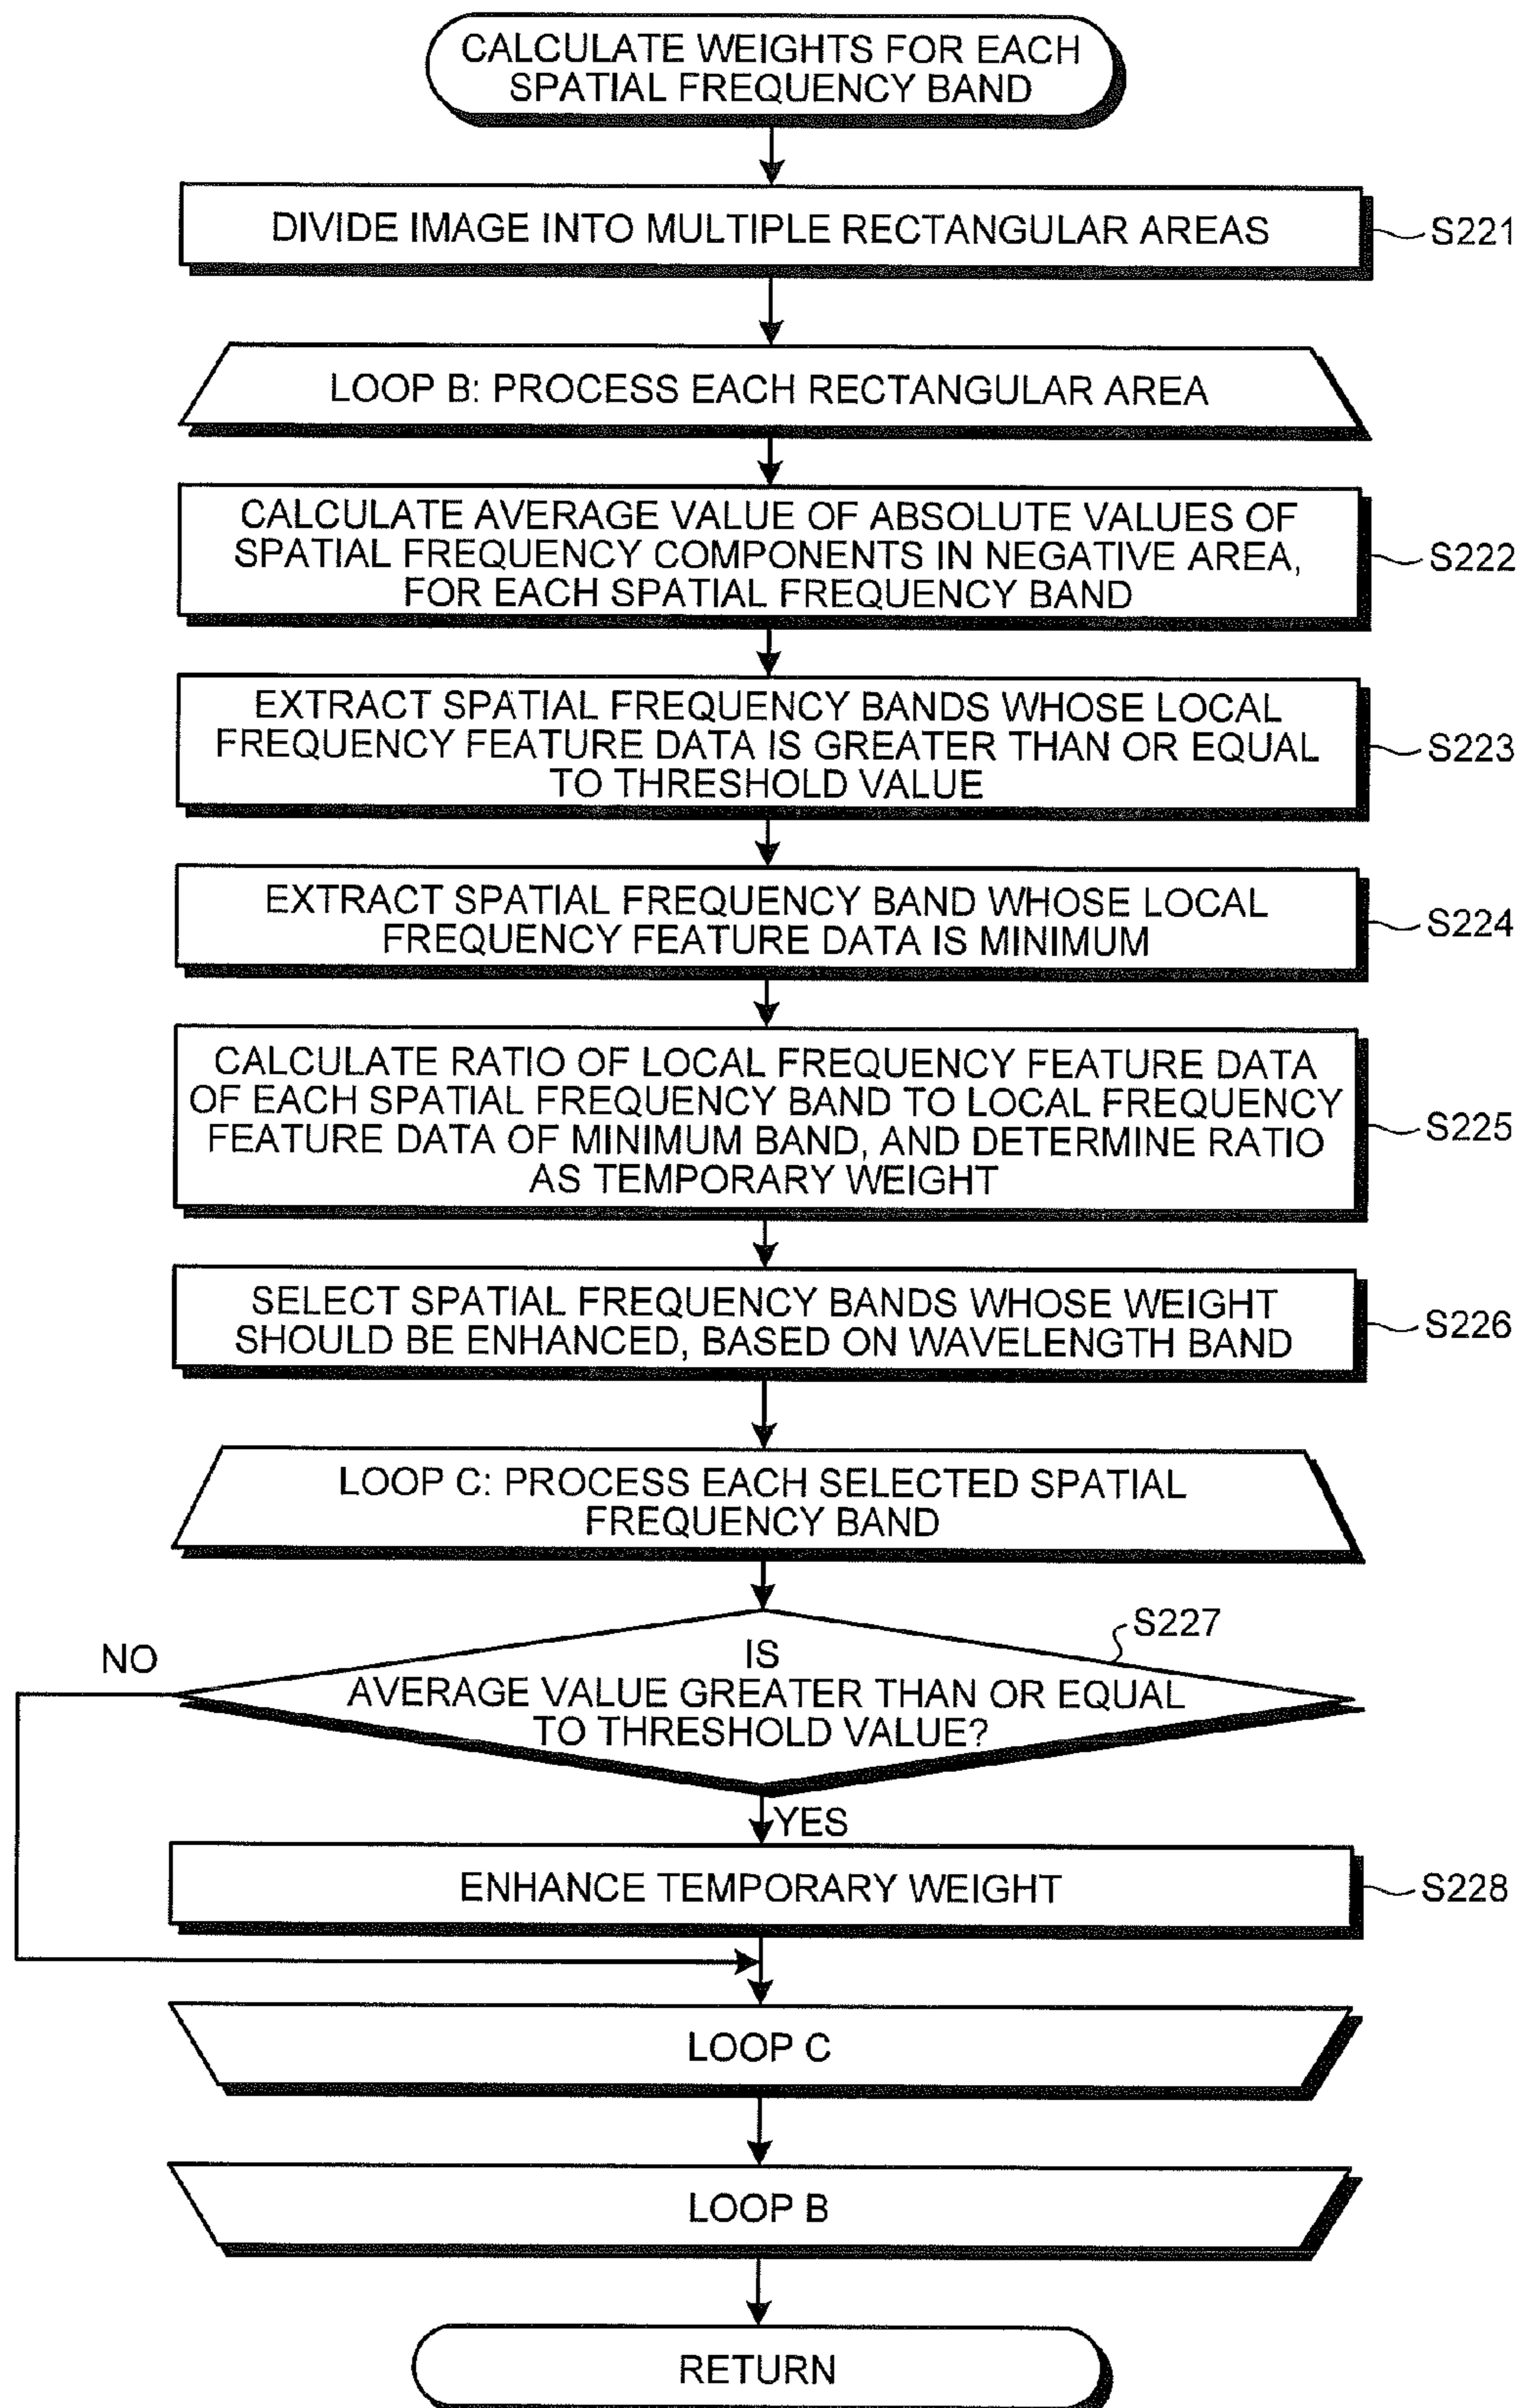 CALCULATE WEIGHTS FOR EACH
SPATIAL FREQUENCY BAND
DIVIDE IMAGE INTO MULTIPLE RECTANGULAR AREAS
S221
LOOP B: PROCESS EACH RECTANGULAR AREA
CALCULATE AVERAGE VALUE OF ABSOLUTE VALUES OF
SPATIAL FREQUENCY COMPONENTS IN NEGATIVE AREA,
FOR EACH SPATIAL FREQUENCY BAND
S222
EXTRACT SPATIAL FREQUENCY BANDS WHOSE LOCAL
FREQUENCY FEATURE DATA IS GREATER THAN OR EQUAL
TO THRESHOLD VALUE
S223
EXTRACT SPATIAL FREQUENCY BAND WHOSE LOCAL
FREQUENCY FEATURE DATA IS MINIMUM
S224
CALCULATE RATIO OF LOCAL FREQUENCY FEATURE DATA
OF EACH SPATIAL FREQUENCY BAND TO LOCAL FREQUENCY
FEATURE DATA OF MINIMUM BAND, AND DETERMINE RATIO
AS TEMPORARY WEIGHT
S225
SELECT SPATIAL FREQUENCY BANDS WHOSE WEIGHT
SHOULD BE ENHANCED, BASED ON WAVELENGTH BAND
S226
LOOP C: PROCESS EACH SELECTED SPATIAL
FREQUENCY BAND
S227
NO
IS
AVERAGE VALUE GREATER THAN OR EQUAL
TO THRESHOLD VALUE?
YES
ENHANCE TEMPORARY WEIGHT
S228
LOOP C
LOOP B
RETURN